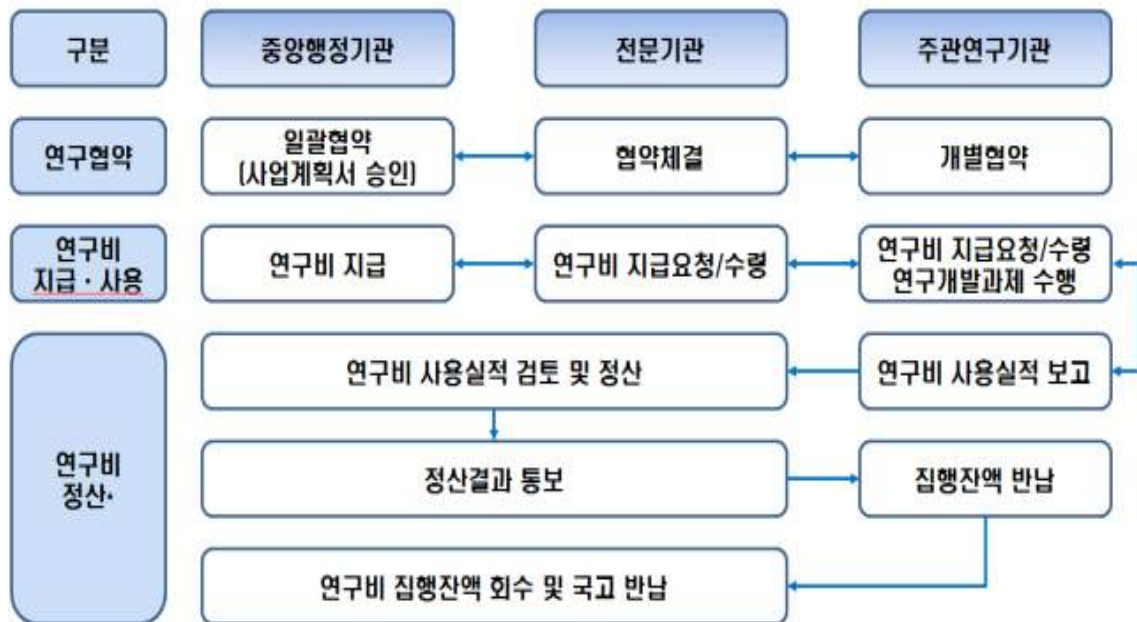 구분
중앙행정기관
전문기관
주관연구기관
연구협약
일괄협약
(사업계획서 승인)
협약체결
개별협약
연구비
지급·사용
연구비 지급
연구비 지급요청/수령
연구비 지급요청/수령
연구개발과제 수행
연구비
정산·
연구비 사용실적 검토 및 정산
연구비 사용실적 보고
정산결과 통보
집행잔액 반납
연구비 집행잔액 회수 및 국고 반납